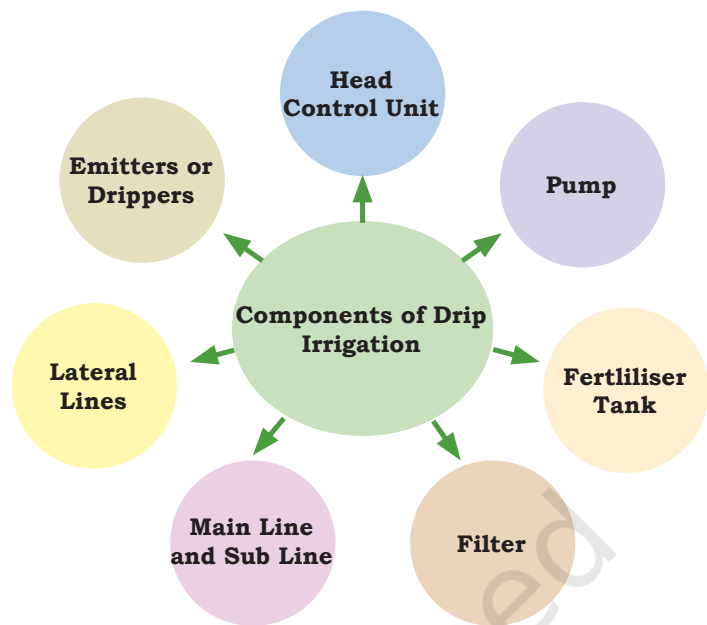 Head
Control Unit
Emitters or
Drippers
Pump
Components of Drip
Irrigation
Lateral
Lines
Fertliliser
Tank
Main Line
and Sub Line
Filter
ed